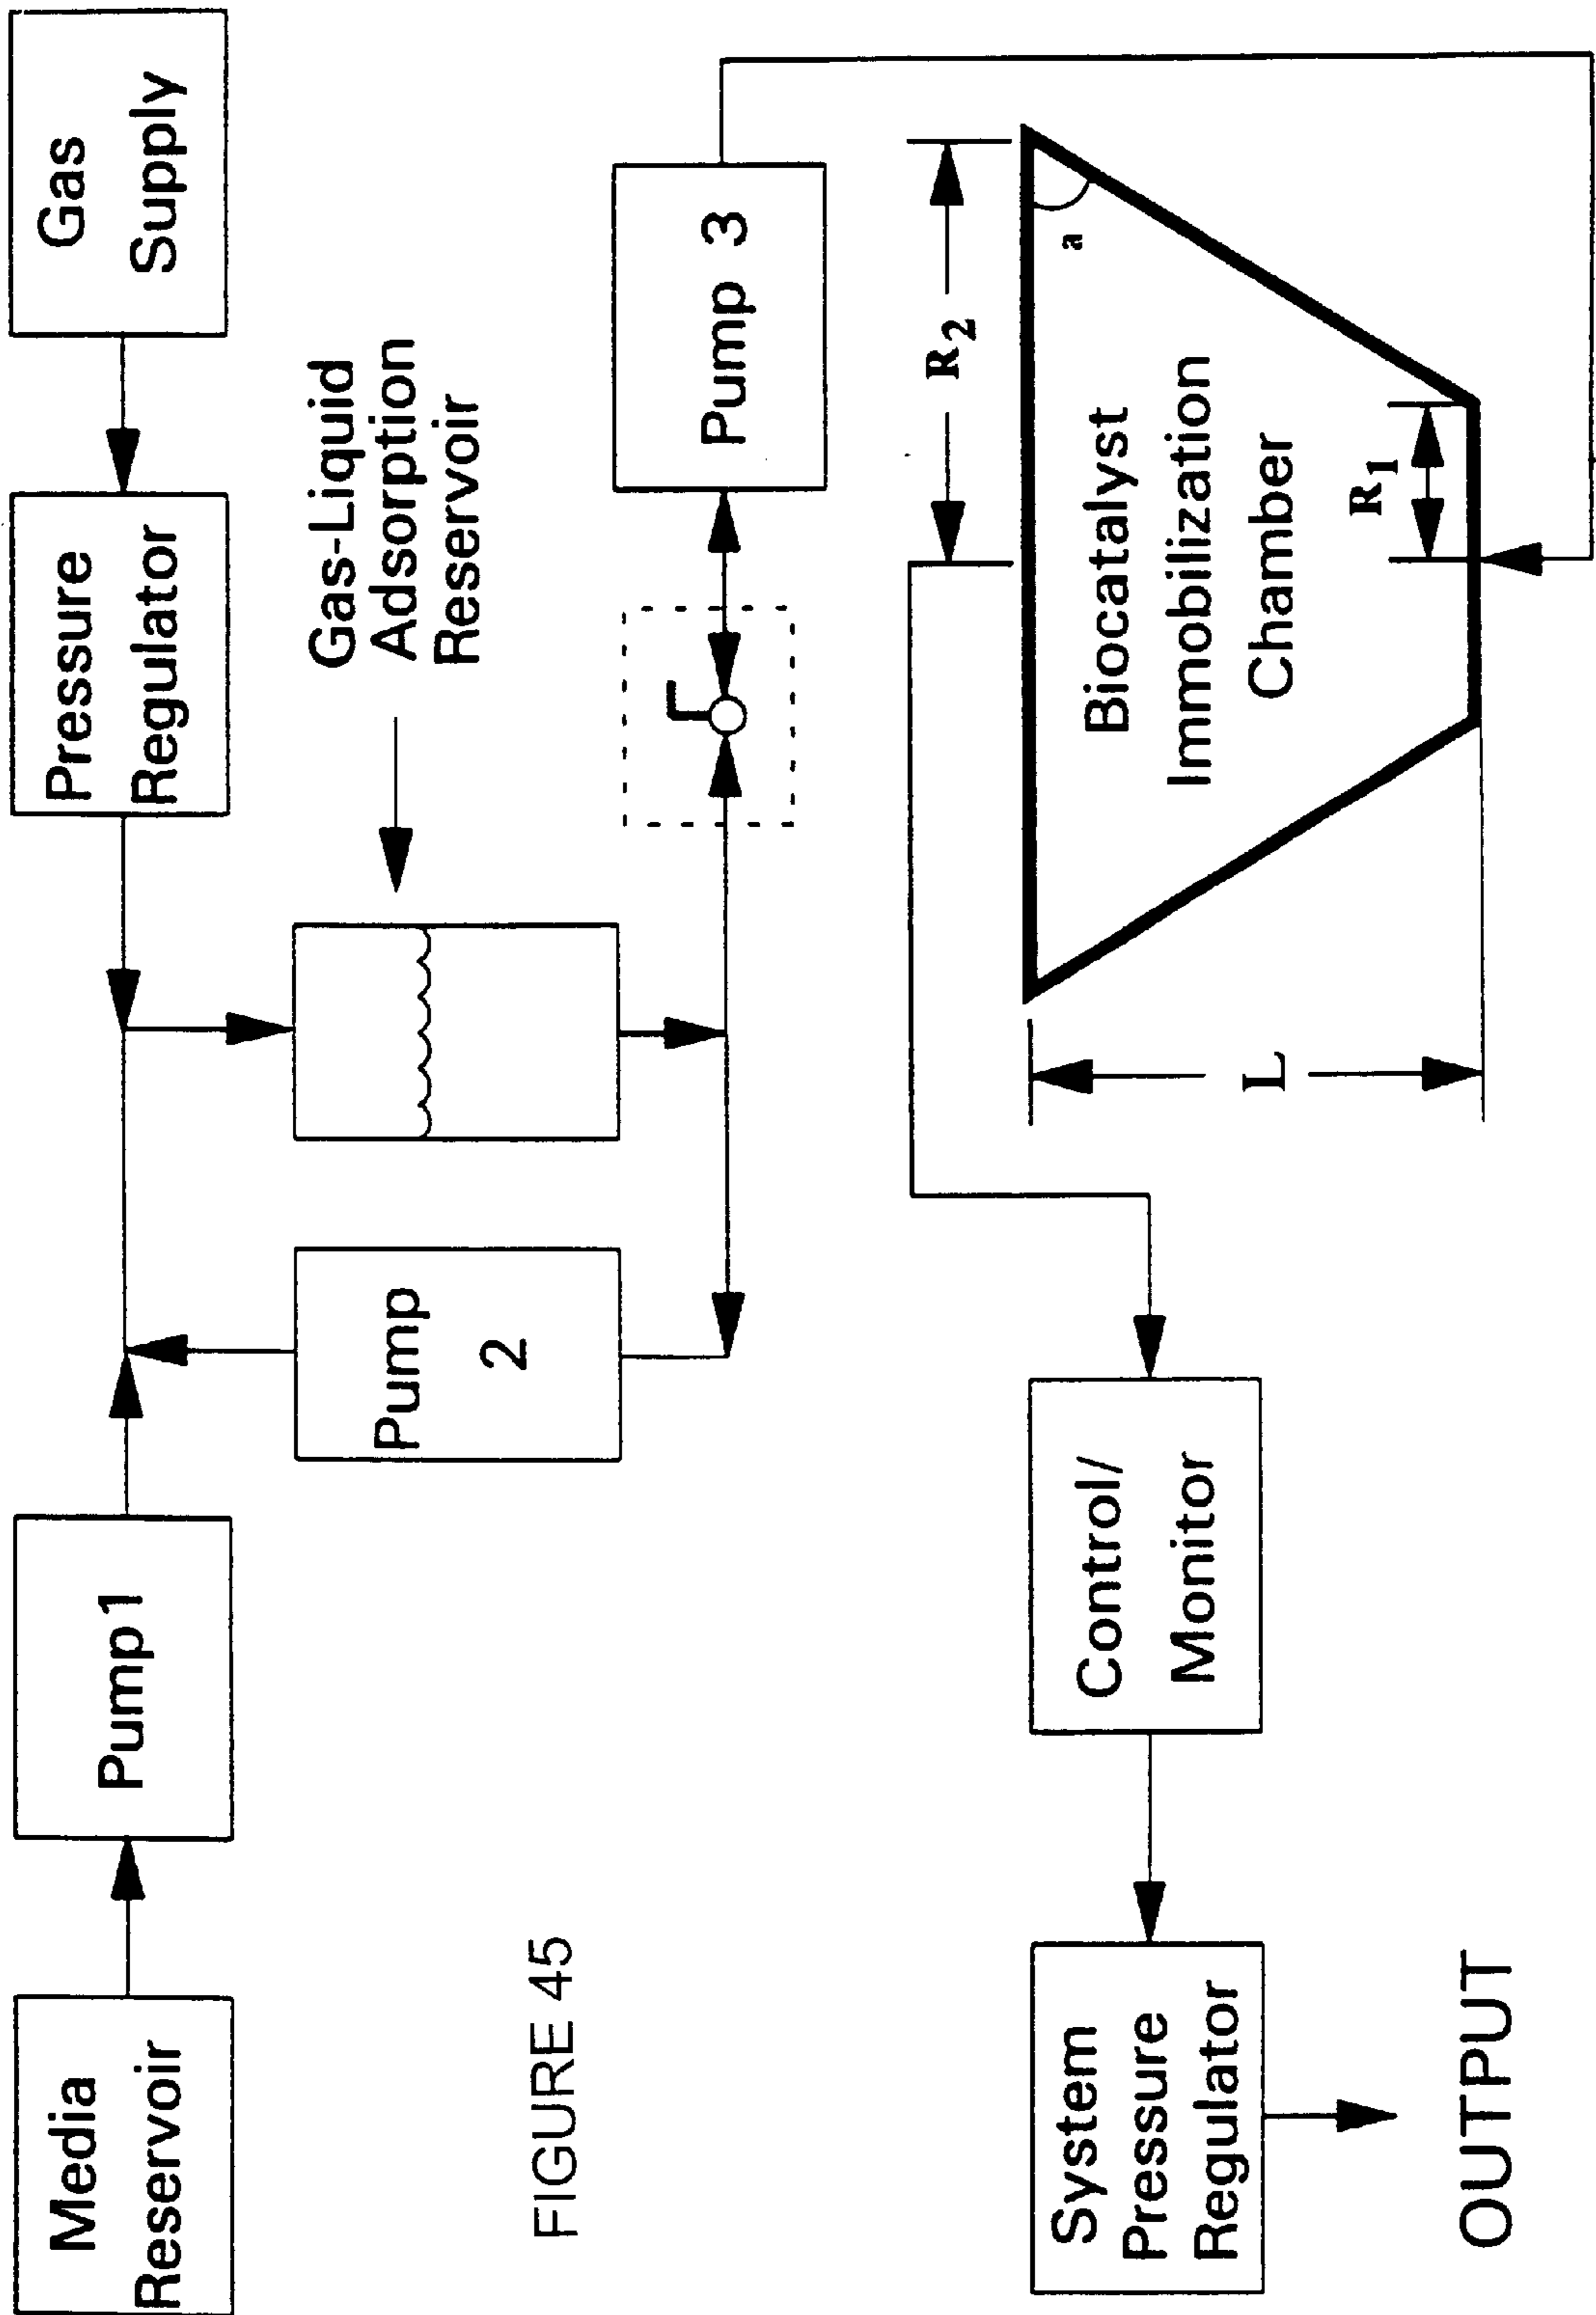 Media
Reservoir
Pump1
Pump
2
Pressure
Regulator
Gas
Supply
Gas-Liquid
Adsorption
Reservoir
Pump 3
FIGURE 45
System
Pressure
Regulator
OUTPUT
Control/
Monitor
L
Biocatalyst
Immobilization
Chamber
R2
a
R1